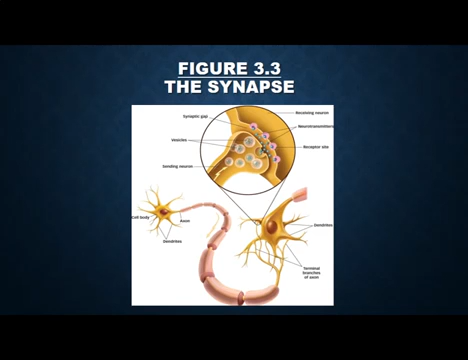 FIGURE 3.3
THE SYNAPSE
Synaptic gap
Receiving neuron
Neurotransmitters
Vesicles
Receptor site
Sending neuron
Cell body
Axon
Dendrites
Dendrites
Terminal
branches
of axon